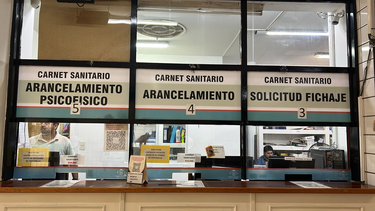 CARNET SANITARIO
ARANCELAMIENTO
PSICOFISICO
5
CARNET SANITARIO
ARANCELAMIENTO
4
CARNET SANITARIO
SOLICITUD FICHAJE
3